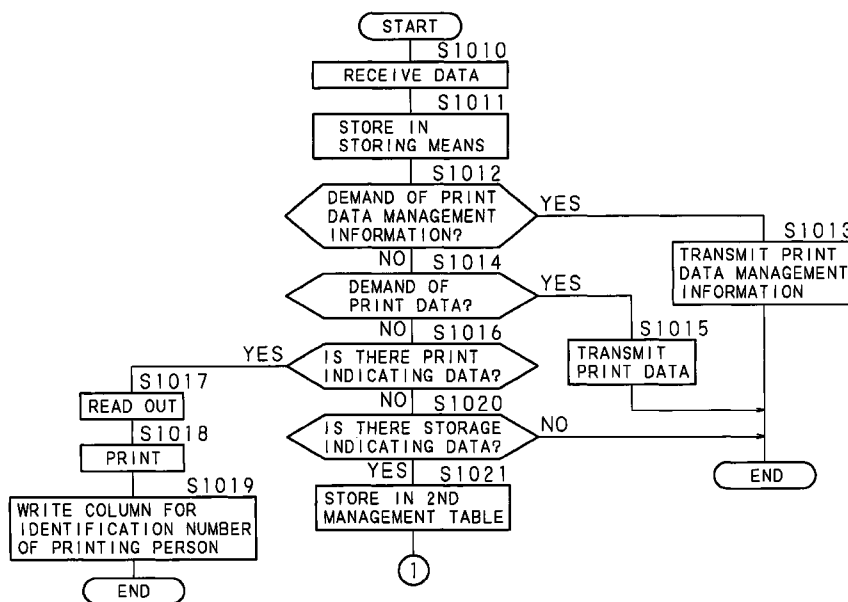 START
S1010
RECEIVE DATA
S1011
STORE IN
STORING MEANS
S1012
DEMAND OF PRINT
DATA MANAGEMENT
INFORMATION?
YES
S1013
TRANSMIT PRINT
DATA MANAGEMENT
INFORMATION
NO
S1014
DEMAND OF
PRINT DATA?
YES
S1015
TRANSMIT
PRINT DATA
NO
S1016
IS THERE PRINT
INDICATING DATA?
YES
S1017
READ OUT
S1018
PRINT
S1019
WRITE COLUMN FOR
IDENTIFICATION NUMBER
OF PRINTING PERSON
END
NO
S1020
IS THERE STORAGE
INDICATING DATA?
NO
END
YES
S1021
STORE IN 2ND
MANAGEMENT TABLE
1